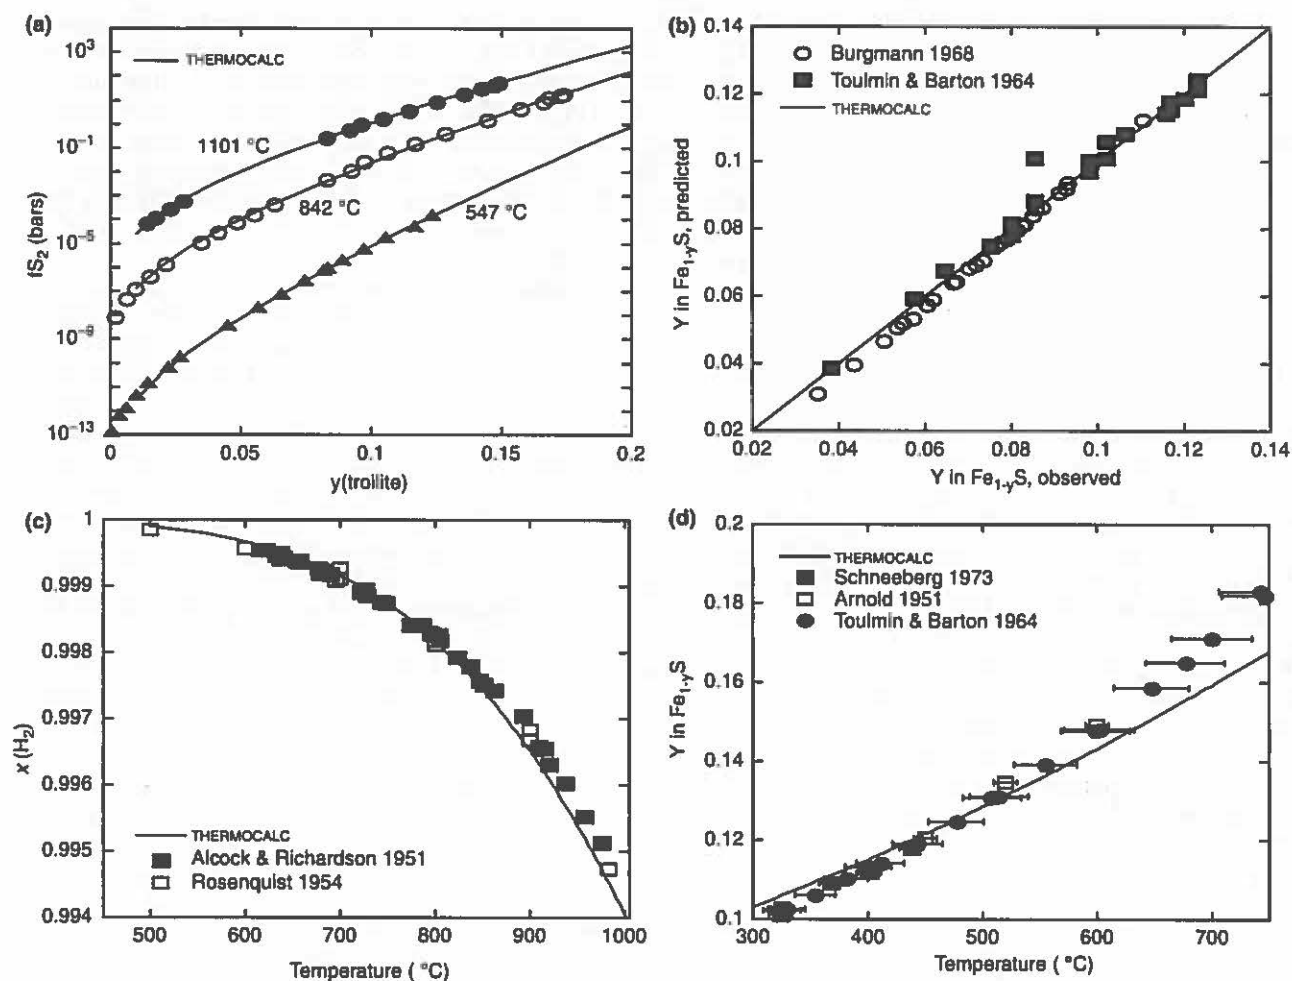 (a)
10³
10⁻¹
10⁻⁵
10⁻⁹
10⁻¹³
fS₂ (bars)
THERMOCALC
1101 °C
842 °C
547 °C
0 0.05 0.1 0.15 0.2
y(troilite)
(b)
0.14
0.12
0.1
0.08
0.06
0.04
0.02
Y in Fe₁₋yS, predicted
Burgmann 1968
Toulmin & Barton 1964
THERMOCALC
0.02 0.04 0.06 0.08 0.1 0.12 0.14
Y in Fe₁₋yS, observed
(c)
1
0.999
0.998
0.997
0.996
0.995
0.994
x (H₂)
THERMOCALC
Alcock & Richardson 1951
Rosenquist 1954
500 600 700 800 900 1000
Temperature ( °C)
(d)
0.2
0.18
0.16
0.14
0.12
0.1
Y in Fe₁₋yS
THERMOCALC
Schneeberg 1973
Arnold 1951
Toulmin & Barton 1964
300 400 500 600 700
Temperature ( °C)